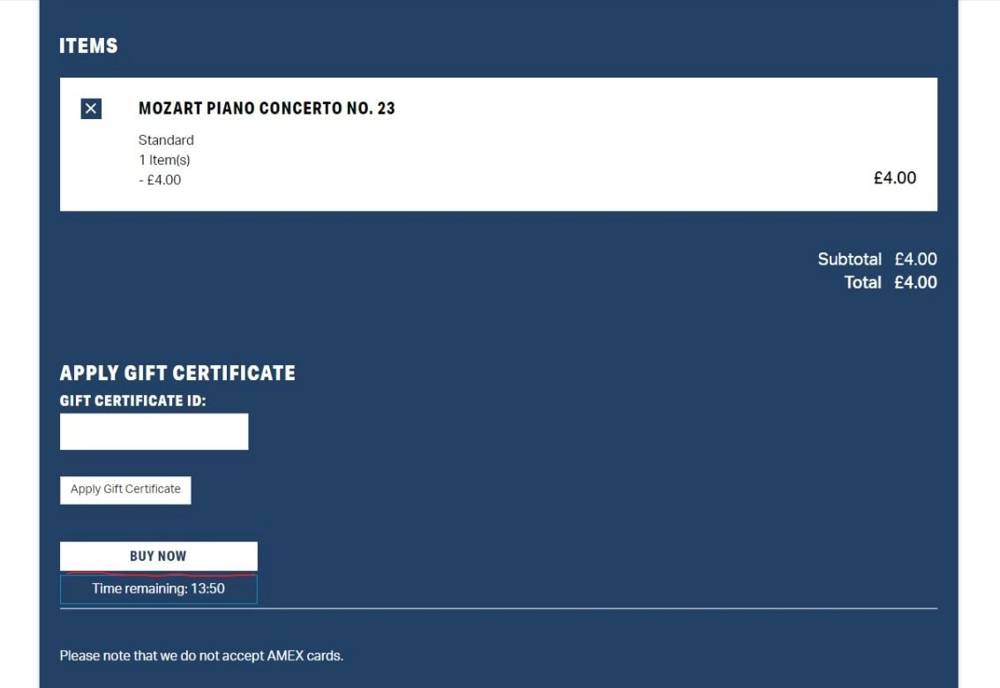 ITEMS
MOZART PIANO CONCERTO NO. 23
Standard
1 Item(s)
- £4.00
£4.00
Subtotal £4.00
Total £4.00
APPLY GIFT CERTIFICATE
GIFT CERTIFICATE ID:
Apply Gift Certificate
BUY NOW
Time remaining: 13:50
Please note that we do not accept AMEX cards.